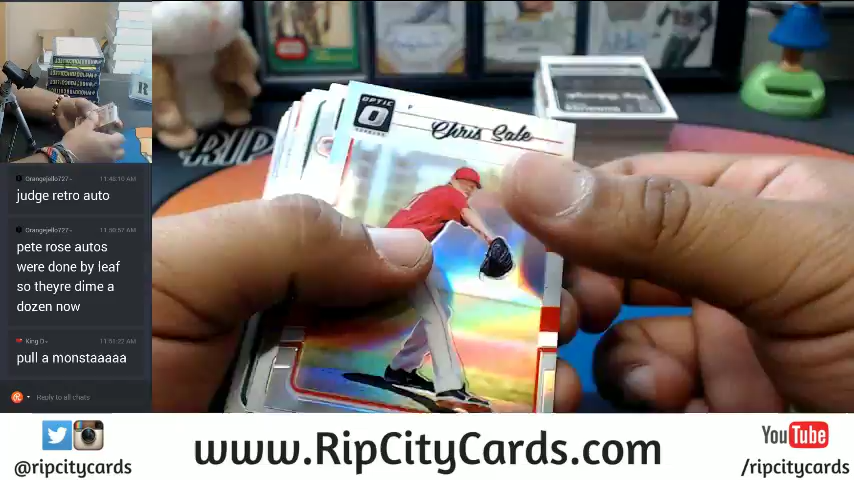 Orangejello727
11:48:10 AM
judge retro auto
Orangejello727
11:50:57 AM
pete rose autos
were done by leaf
so theyre dime a
dozen now
King D
11:51:22 AM
pull a monstaaaaa
Reply to all chats
OPTIC
Chris Sale
RIP
www.RipCityCards.com
@ripcitycards
YouTube
/ripcitycards